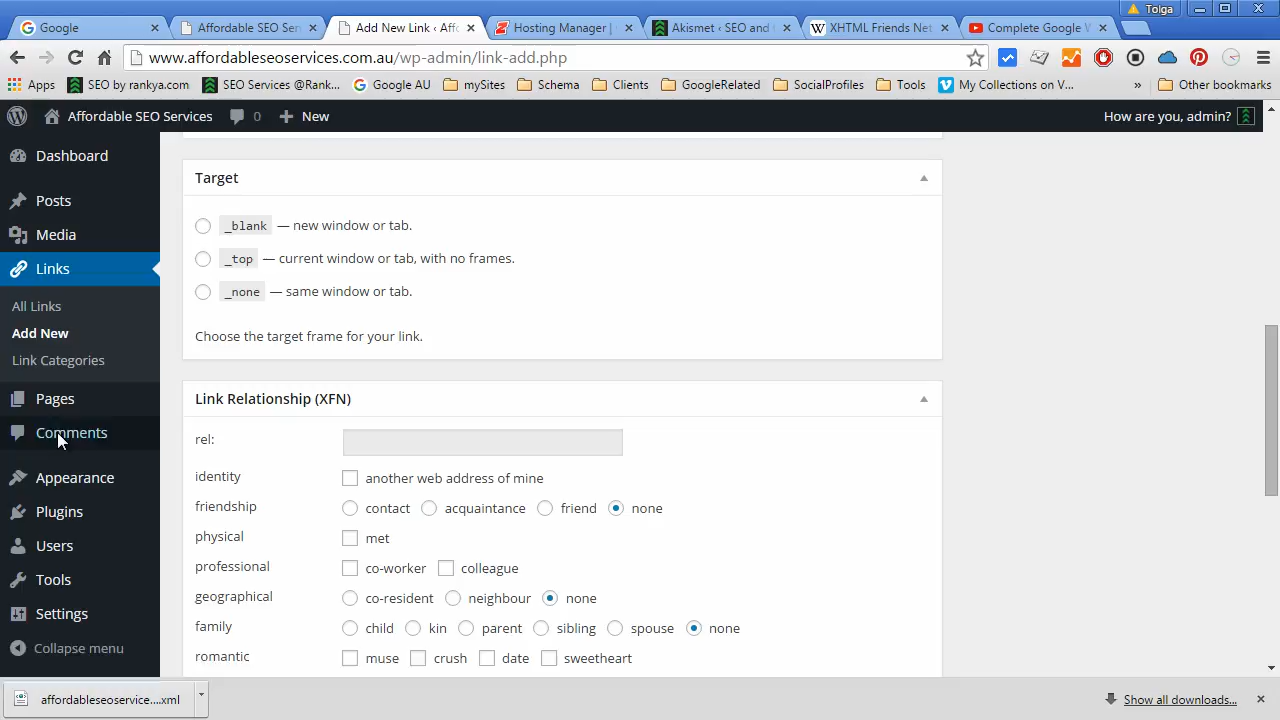 Tolga
Google
Affordable SEO Serv
Add New Link ‹ Aff
Hosting Manager |
Akismet ‹ SEO and
XHTML Friends Net
Complete Google V
www.affordableseoservices.com.au/wp-admin/link-add.php
Apps
SEO by rankya.com
SEO Services @Rank...
Google AU
mySites
Schema
Clients
GoogleRelated
SocialProfiles
Tools
My Collections on V...
»
Other bookmarks
Affordable SEO Services
0
New
How are you, admin?
Dashboard
Posts
Media
Links
All Links
Add New
Link Categories
Pages
Comments
Appearance
Plugins
Users
Tools
Settings
Collapse menu
Target
_blank — new window or tab.
_top — current window or tab, with no frames.
_none — same window or tab.
Choose the target frame for your link.
Link Relationship (XFN)
rel:
identity another web address of mine
friendship contact acquaintance friend none
physical met
professional co-worker colleague
geographical co-resident neighbour none
family child kin parent sibling spouse none
romantic muse crush date sweetheart
affordableseoservice....xml
Show all downloads...